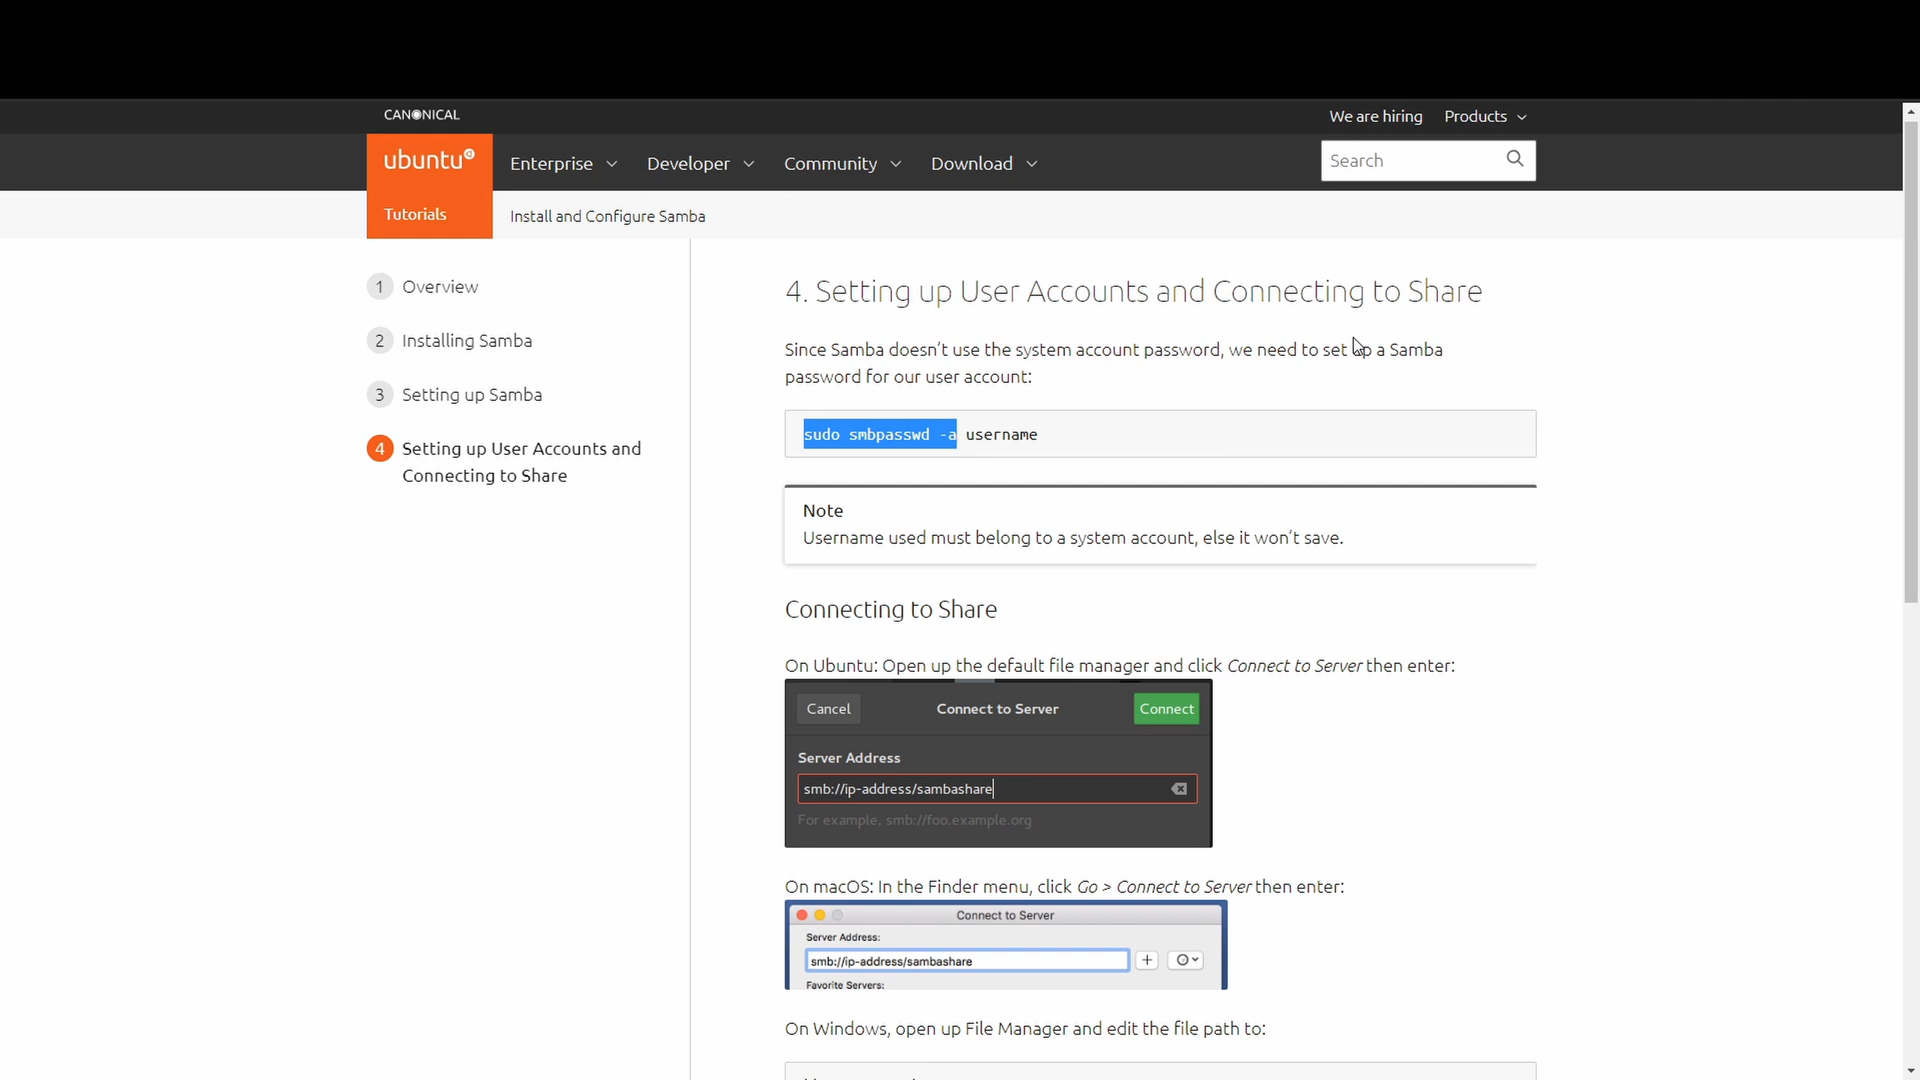 CANONICAL
We are hiring Products
ubuntu
Enterprise Developer Community Download
Search
Tutorials
Install and Configure Samba
1 Overview
2 Installing Samba
3 Setting up Samba
4 Setting up User Accounts and
Connecting to Share
4. Setting up User Accounts and Connecting to Share
Since Samba doesn't use the system account password, we need to set up a Samba
password for our user account:
sudo smbpasswd -a username
Note
Username used must belong to a system account, else it won't save.
Connecting to Share
On Ubuntu: Open up the default file manager and click Connect to Server then enter:
Cancel Connect to Server Connect
Server Address
smb://ip-address/sambashare
For example, smb://foo.example.org
On macOS: In the Finder menu, click Go > Connect to Server then enter:
Connect to Server
Server Address:
smb://ip-address/sambashare
Favorite Servers:
On Windows, open up File Manager and edit the file path to: